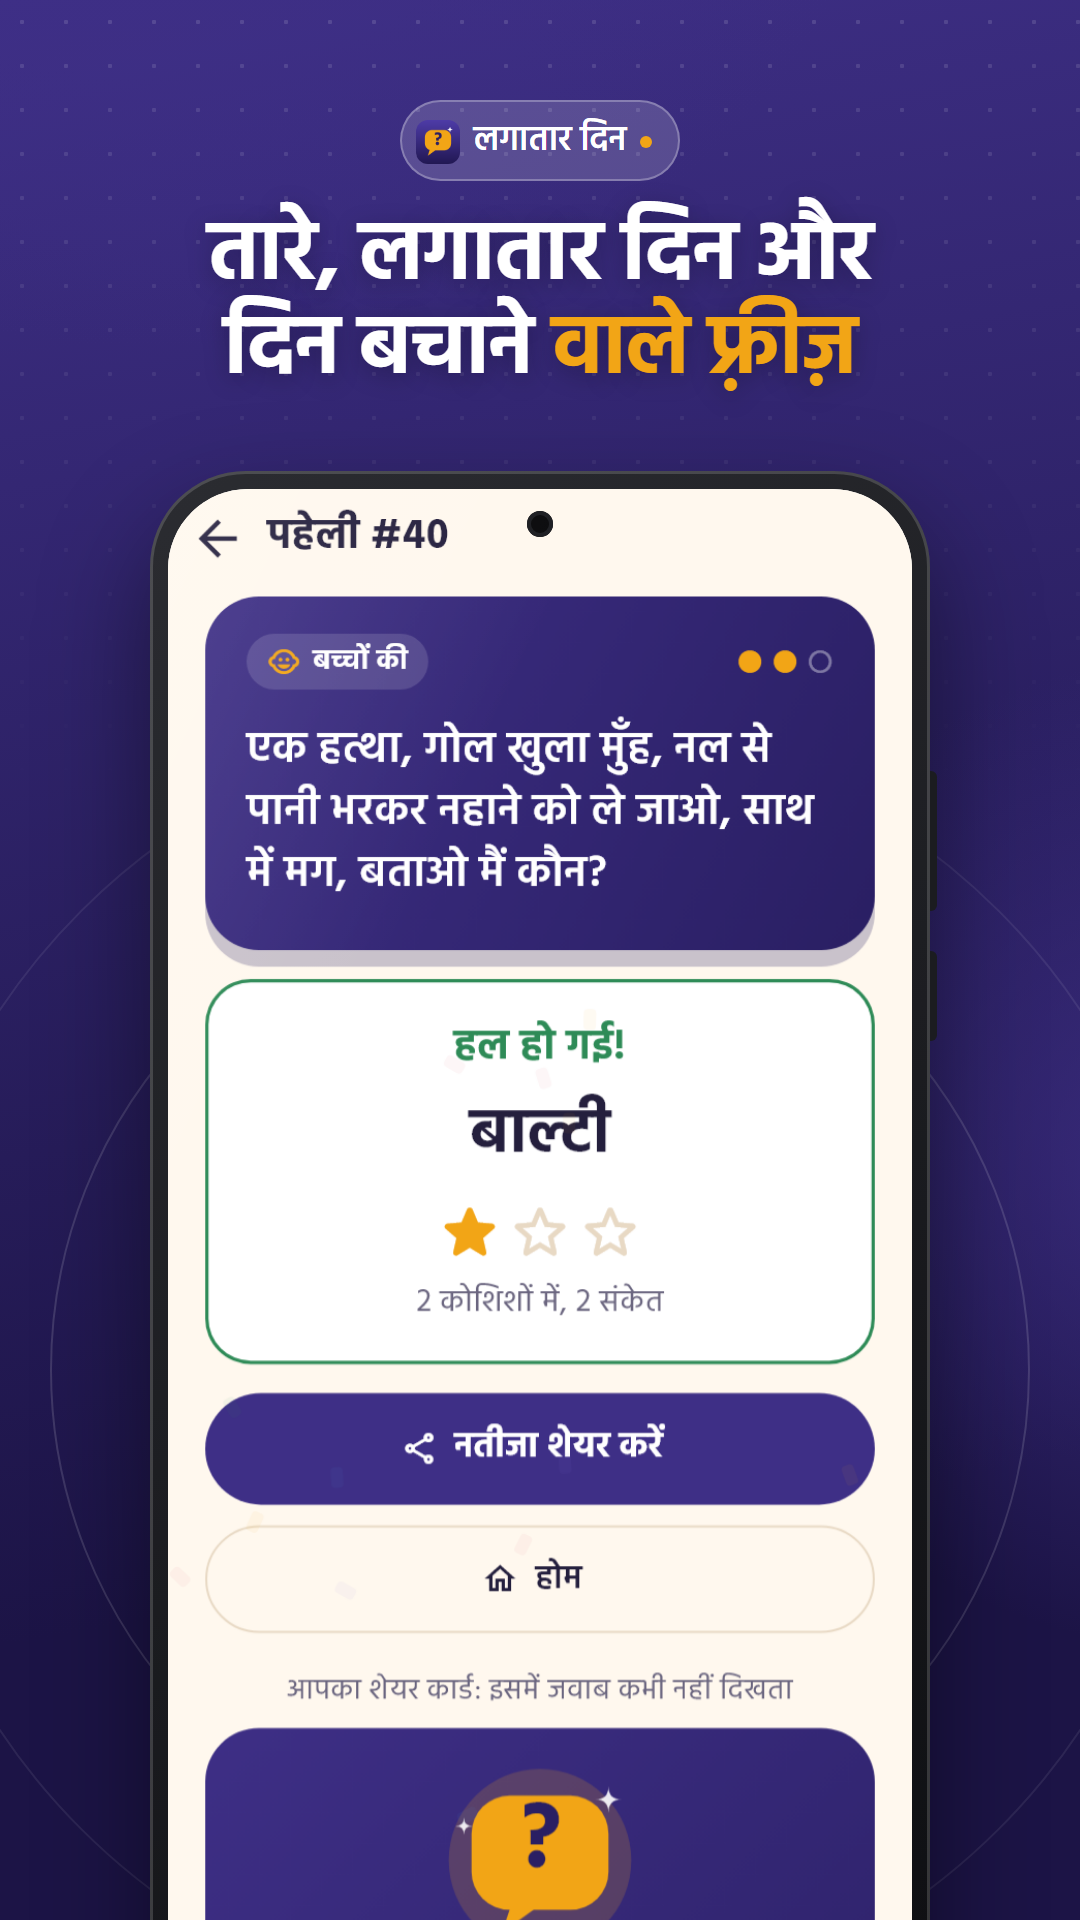 लगातार दिन
तारे, लगातार दिन और
दिन बचाने वाले फ़्रीज़
पहेली #40
बच्चों की
एक हत्था, गोल खुला मुँह, नल से
पानी भरकर नहाने को ले जाओ, साथ
में मग, बताओ मैं कौन?
हल हो गई!
बाल्टी
2 कोशिशों में, 2 संकेत
नतीजा शेयर करें
होम
आपका शेयर कार्ड: इसमें जवाब कभी नहीं दिखता
?